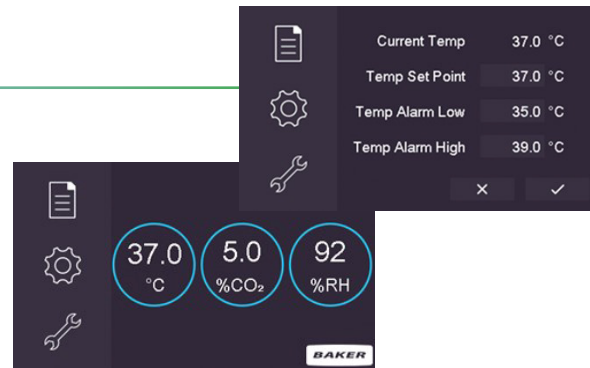 Current Temp 37.0 °C
Temp Set Point 37.0 °C
Temp Alarm Low 35.0 °C
Temp Alarm High 39.0 °C
37.0 5.0 92
°C %CO₂ %RH
BAKER